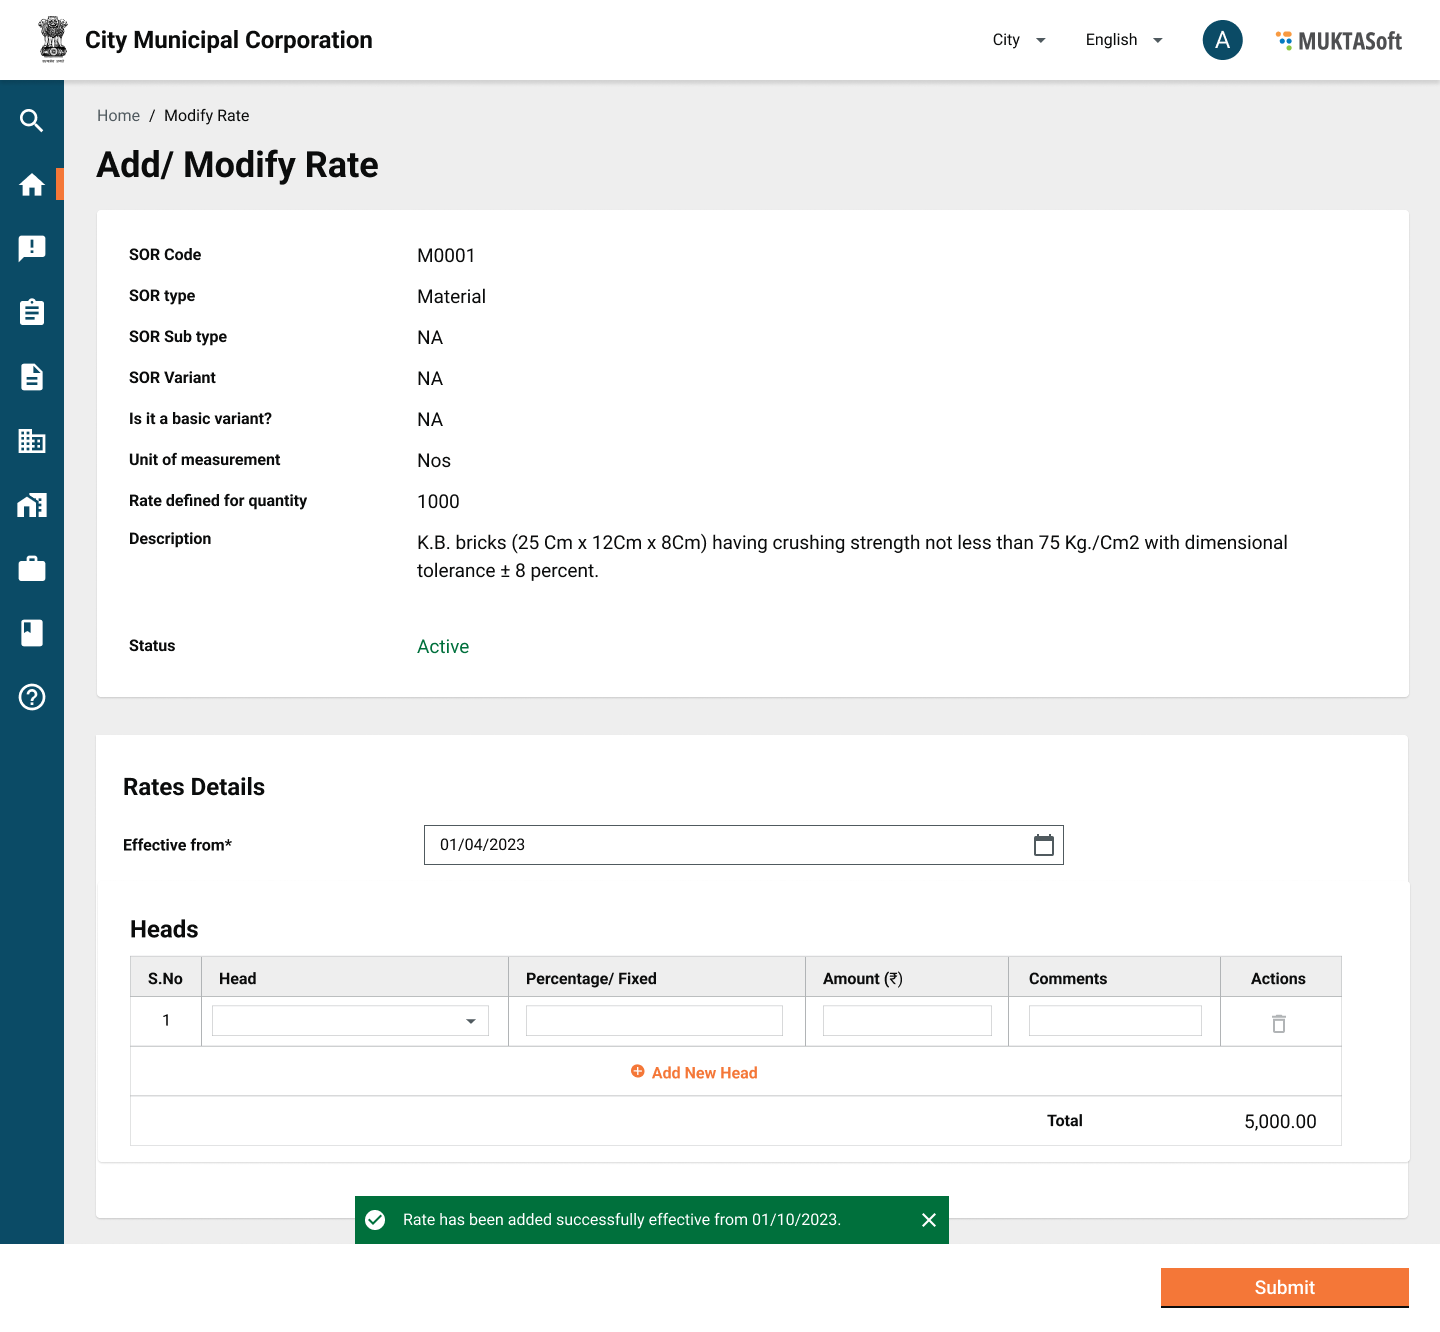 City Municipal Corporation
City
English
A
MUKTASoft
Home / Modify Rate
Add/ Modify Rate
SOR Code M0001
SOR type Material
SOR Sub type NA
SOR Variant NA
Is it a basic variant? NA
Unit of measurement Nos
Rate defined for quantity 1000
Description K.B. bricks (25 Cm x 12Cm x 8Cm) having crushing strength not less than 75 Kg./Cm2 with dimensional
tolerance ± 8 percent.
Status Active
Rates Details
Effective from* 01/04/2023
Heads
S.No Head Percentage/ Fixed Amount (₹) Comments Actions
1
Add New Head
Total 5,000.00
Rate has been added successfully effective from 01/10/2023.
Submit